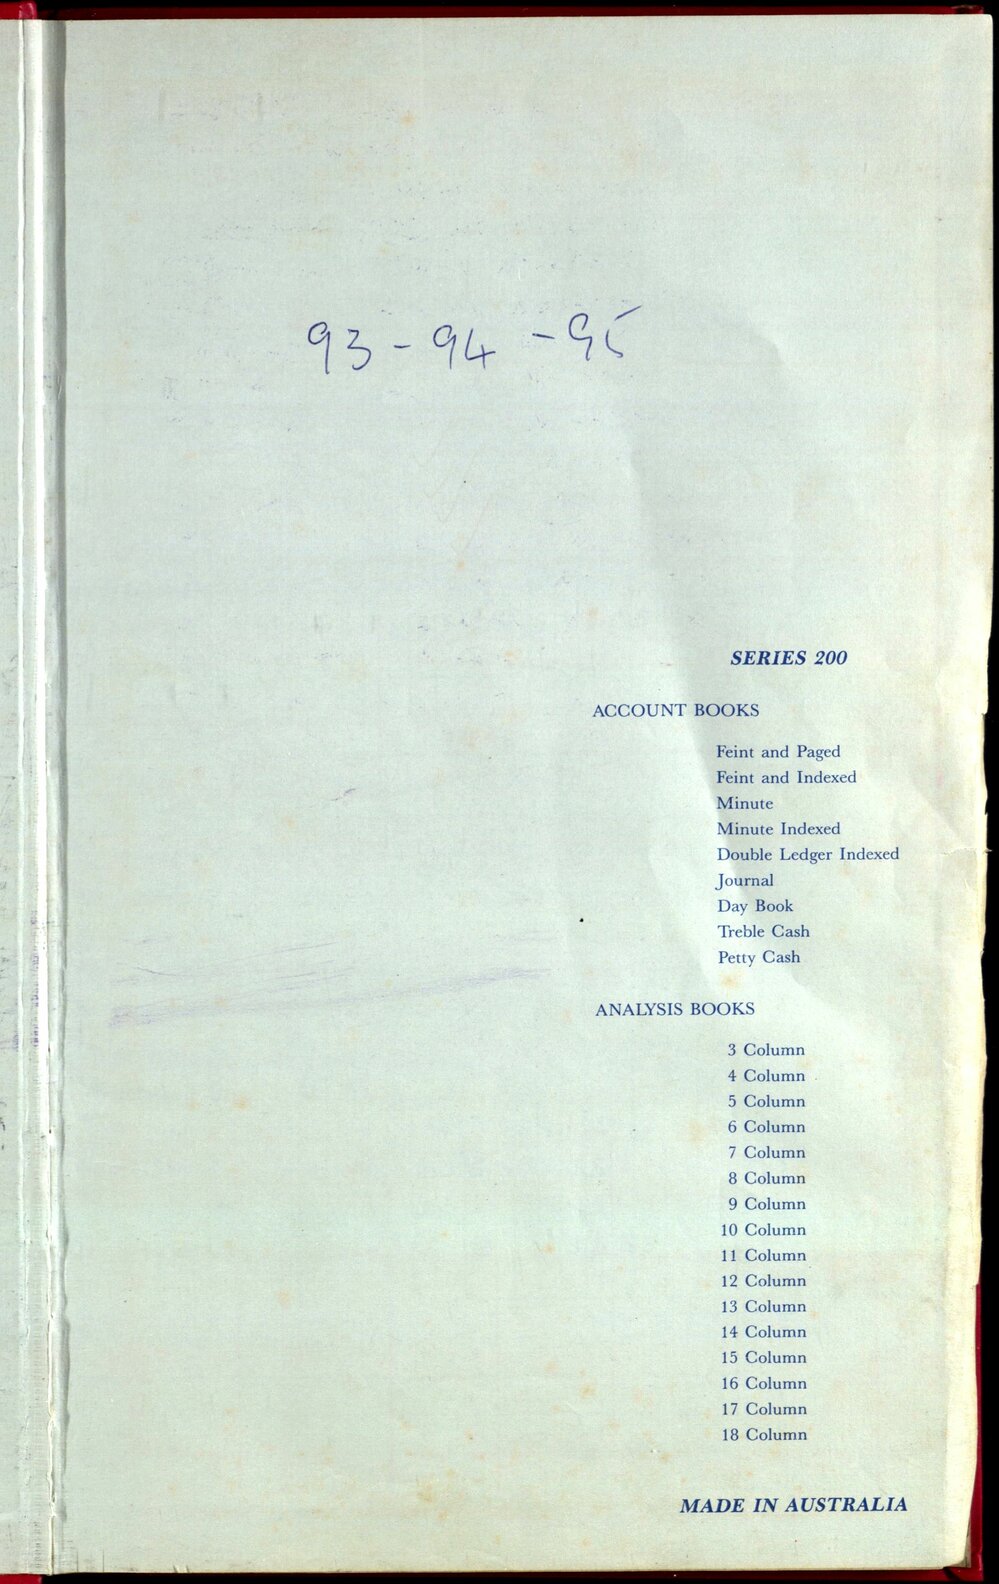 93 - 94 - 95
SERIES 200
ACCOUNT BOOKS
Feint and Paged
Feint and Indexed
Minute
Minute Indexed
Double Ledger Indexed
Journal
Day Book
Treble Cash
Petty Cash
ANALYSIS BOOKS
3 Column
4 Column
5 Column
6 Column
7 Column
8 Column
9 Column
10 Column
11 Column
12 Column
13 Column
14 Column
15 Column
16 Column
17 Column
18 Column
MADE IN AUSTRALIA